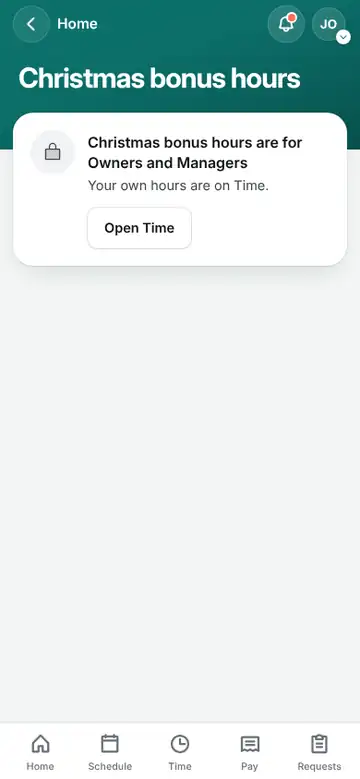 Home
JO
Christmas bonus hours
Christmas bonus hours are for
Owners and Managers
Your own hours are on Time.
Open Time
Home
Schedule
Time
Pay
Requests